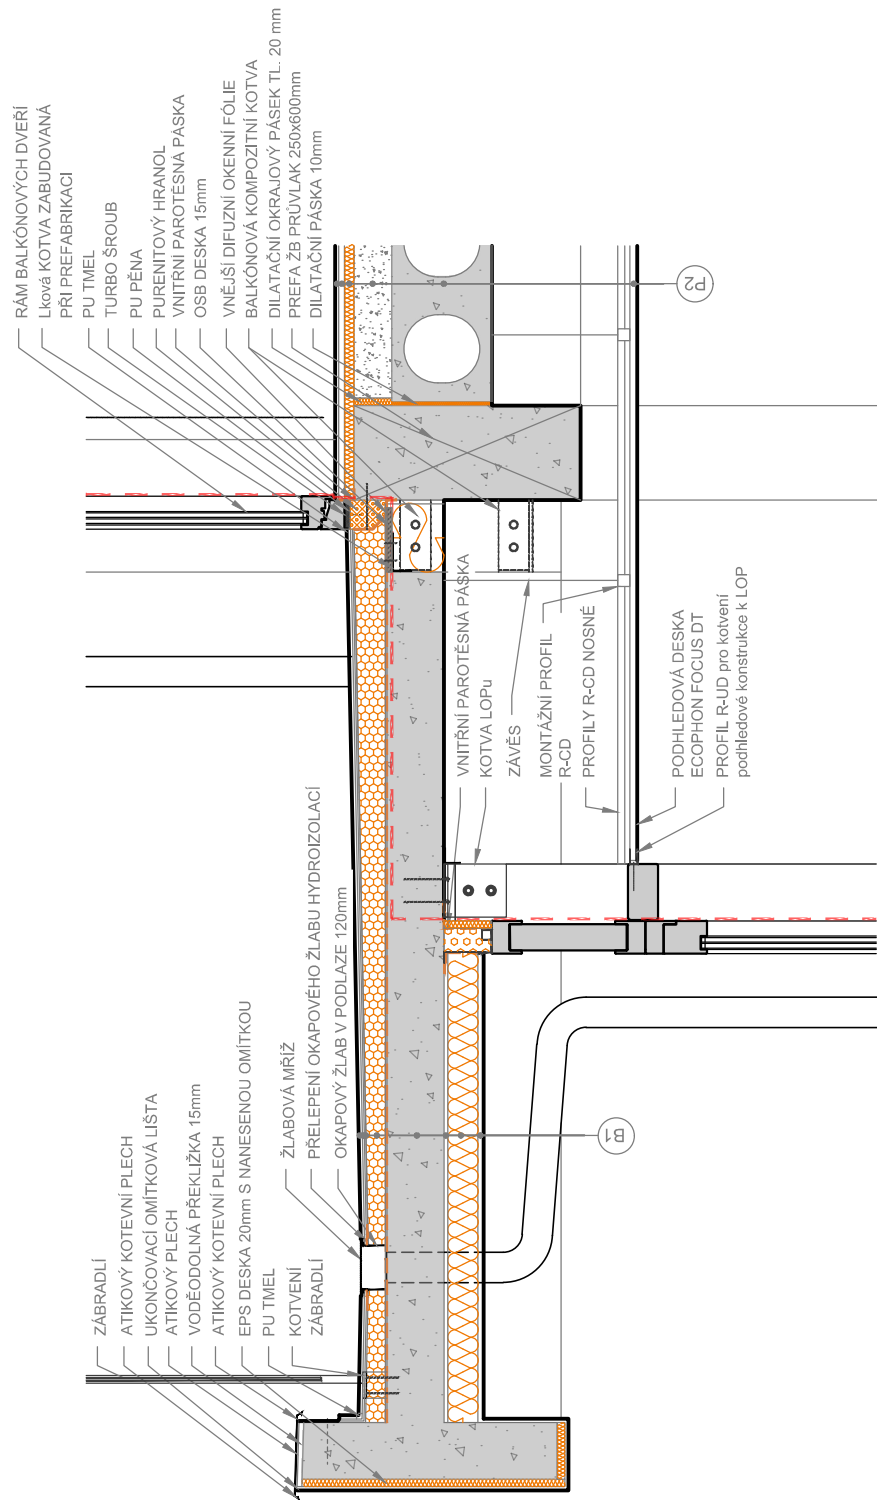 RÁM BALKÓNOVÝCH DVEŘÍ
Lková KOTVA ZABUDOVANÁ
PŘI PREFABRIKACI
PU TMEL
TURBO ŠROUB
PU PĚNA
PURENITOVÝ HRANOL
VNITŘNÍ PAROTĚSNÁ PÁSKA
OSB DESKA 15mm
VNĚJŠÍ DIFUZNÍ OKENNÍ FÓLIE
BALKÓNOVÁ KOMPOZITNÍ KOTVA
DILATAČNÍ OKRAJOVÝ PÁSEK TL. 20 mm
PREFA ŽB PRŮVLAK 250x600mm
DILATAČNÍ PÁSKA 10mm
P2
VNITŘNÍ PAROTĚSNÁ PÁSKA
KOTVA LOPu
ZÁVĚS
MONTÁŽNÍ PROFIL
R-CD
PROFILY R-CD NOSNÉ
PODHLEDOVÁ DESKA
ECOPHON FOCUS DT
PROFIL R-UD pro kotvení
podhledové konstrukce k LOP
ZÁBRADLÍ
ATIKOVÝ KOTEVNÍ PLECH
UKONČOVACÍ OMÍTKOVÁ LIŠTA
ATIKOVÝ PLECH
VODĚODOLNÁ PŘEKLIŽKA 15mm
ATIKOVÝ KOTEVNÍ PLECH
EPS DESKA 20mm S NANESENOU OMÍTKOU
PU TMEL
KOTVENÍ
ZÁBRADLÍ
ŽLABOVÁ MŘÍŽ
PŘELEPENÍ OKAPOVÉHO ŽLABU HYDROIZOLACÍ
OKAPOVÝ ŽLAB V PODLAZE 120mm
B1